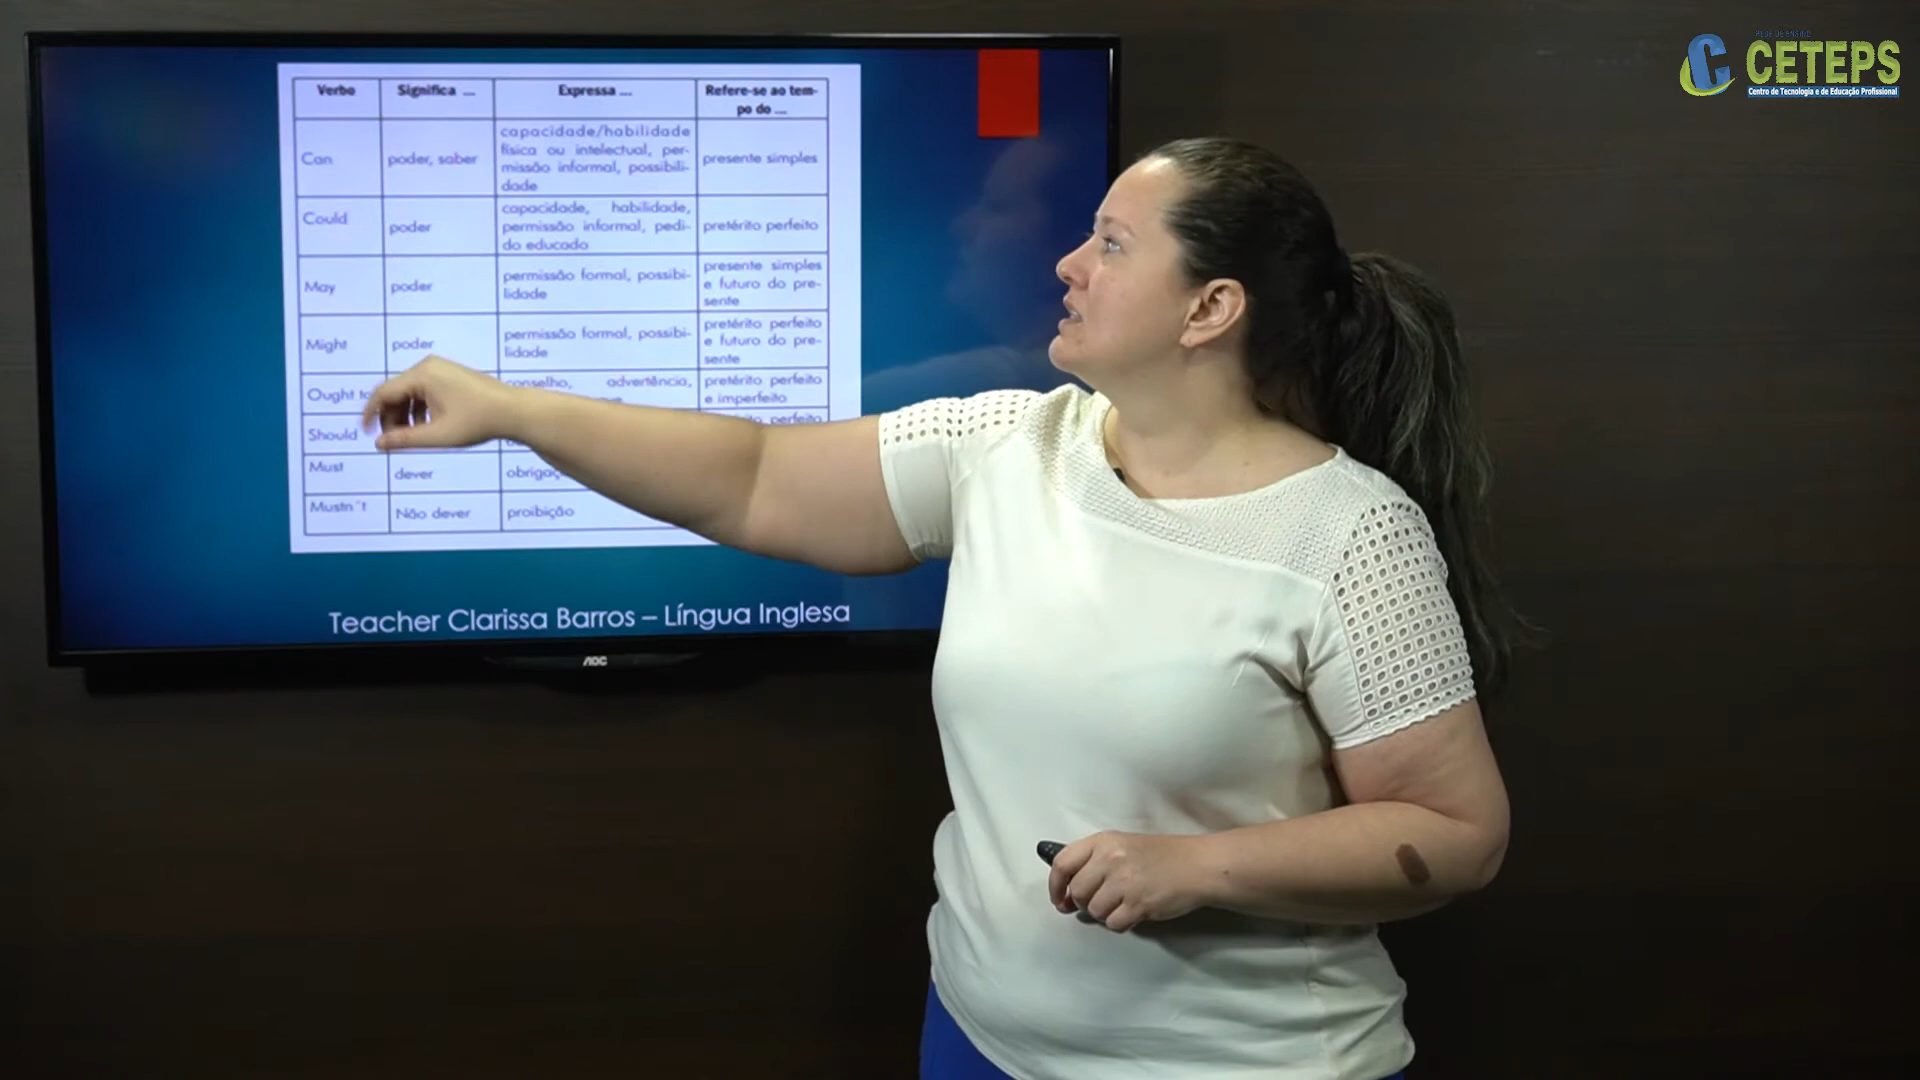 CETEPS
Centro de Tecnologia e de Educação Profissional
Verbo
Significa ...
Expressa ...
Refere-se ao tem-
po do ...
Can
poder, saber
capacidade/habilidade
física ou intelectual, per-
missão informal, possibili-
dade
presente simples
Could
poder
capacidade, habilidade,
permissão informal, pedi-
do educado
pretérito perfeito
May
poder
permissão formal, possibi-
lidade
presente simples
e futuro do pre-
sente
Might
poder
permissão formal, possibi-
lidade
pretérito perfeito
e futuro do pre-
sente
Ought to
conselho, advertência,
pretérito perfeito
e imperfeito
Should
perfeito
Must
dever
Mustn´t
Não dever
proibição
Teacher Clarissa Barros – Língua Inglesa
AOC